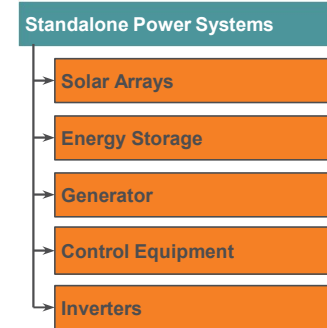 Standalone Power Systems
Solar Arrays
Energy Storage
Generator
Control Equipment
Inverters